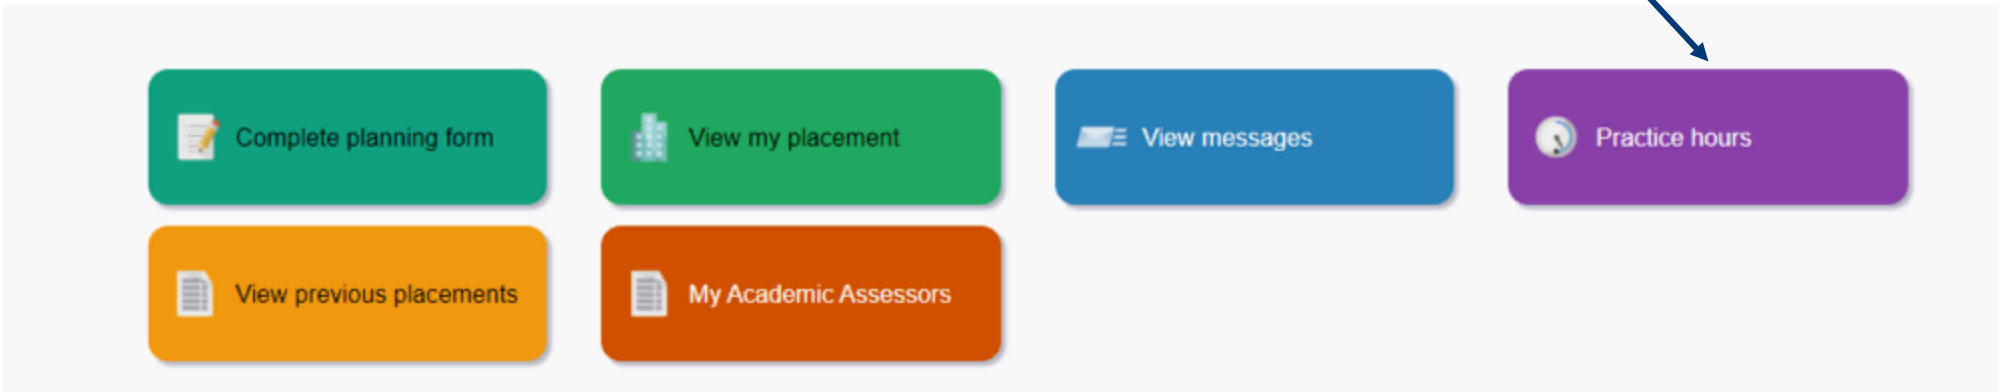 Complete planning form
View my placement
View messages
Practice hours
View previous placements
My Academic Assessors